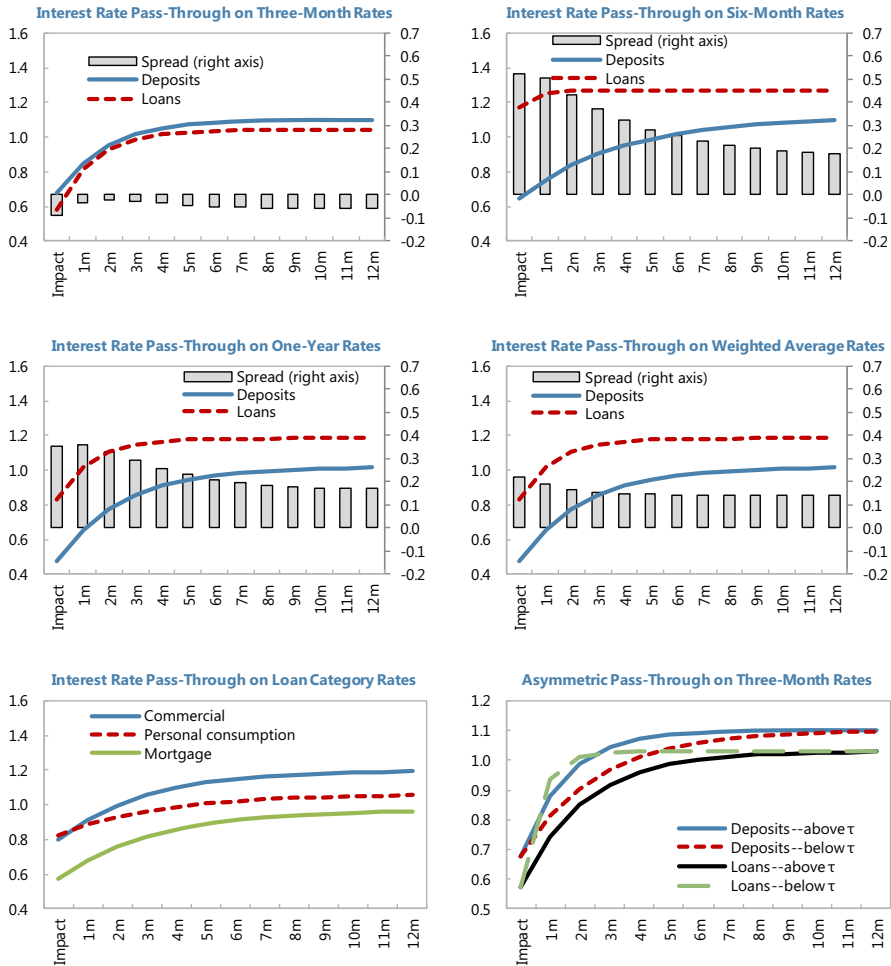 Interest Rate Pass-Through on Three-Month Rates
1.6
1.4
1.2
1.0
0.8
0.6
0.4
0.7
0.6
0.5
0.4
0.3
0.2
0.1
0.0
-0.1
-0.2
Spread (right axis)
Deposits
Loans
Impact
1m
2m
3m
4m
5m
6m
7m
8m
9m
10m
11m
12m
Interest Rate Pass-Through on Six-Month Rates
1.6
1.4
1.2
1.0
0.8
0.6
0.4
0.7
0.6
0.5
0.4
0.3
0.2
0.1
0.0
-0.1
-0.2
Spread (right axis)
Deposits
Loans
Impact
1m
2m
3m
4m
5m
6m
7m
8m
9m
10m
11m
12m
Interest Rate Pass-Through on One-Year Rates
1.6
1.4
1.2
1.0
0.8
0.6
0.4
0.7
0.6
0.5
0.4
0.3
0.2
0.1
0.0
-0.1
-0.2
Spread (right axis)
Deposits
Loans
Impact
1m
2m
3m
4m
5m
6m
7m
8m
9m
10m
11m
12m
Interest Rate Pass-Through on Weighted Average Rates
1.6
1.4
1.2
1.0
0.8
0.6
0.4
0.7
0.6
0.5
0.4
0.3
0.2
0.1
0.0
-0.1
-0.2
Spread (right axis)
Deposits
Loans
Impact
1m
2m
3m
4m
5m
6m
7m
8m
9m
10m
11m
12m
Interest Rate Pass-Through on Loan Category Rates
1.6
1.4
1.2
1.0
0.8
0.6
0.4
Commercial
Personal consumption
Mortgage
Impact
1m
2m
3m
4m
5m
6m
7m
8m
9m
10m
11m
12m
Asymmetric Pass-Through on Three-Month Rates
1.2
1.1
1.0
0.9
0.8
0.7
0.6
0.5
Deposits--above τ
Deposits--below τ
Loans--above τ
Loans--below τ
Impact
1m
2m
3m
4m
5m
6m
7m
8m
9m
10m
11m
12m